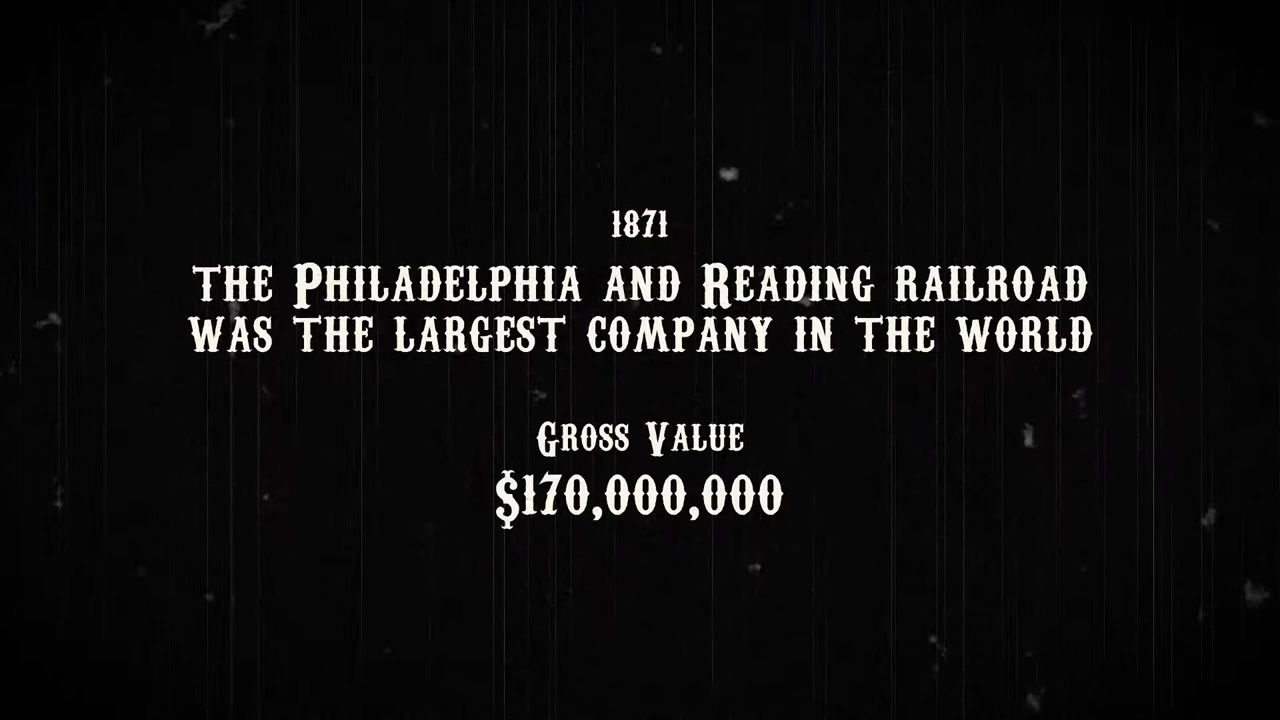 1871
THE PHILADELPHIA AND READING RAILROAD
WAS THE LARGEST COMPANY IN THE WORLD
GROSS VALUE
$170,000,000